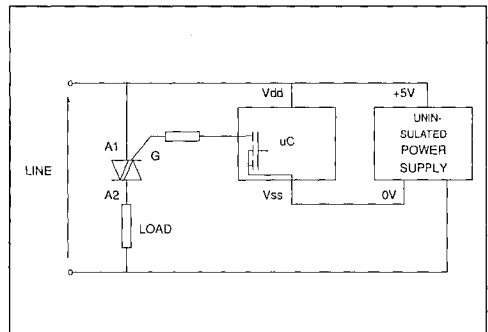 Vdd
+5V
UNIN-
SULATED
POWER
SUPPLY
uC
A1
G
LINE
A2
Vss
0V
LOAD